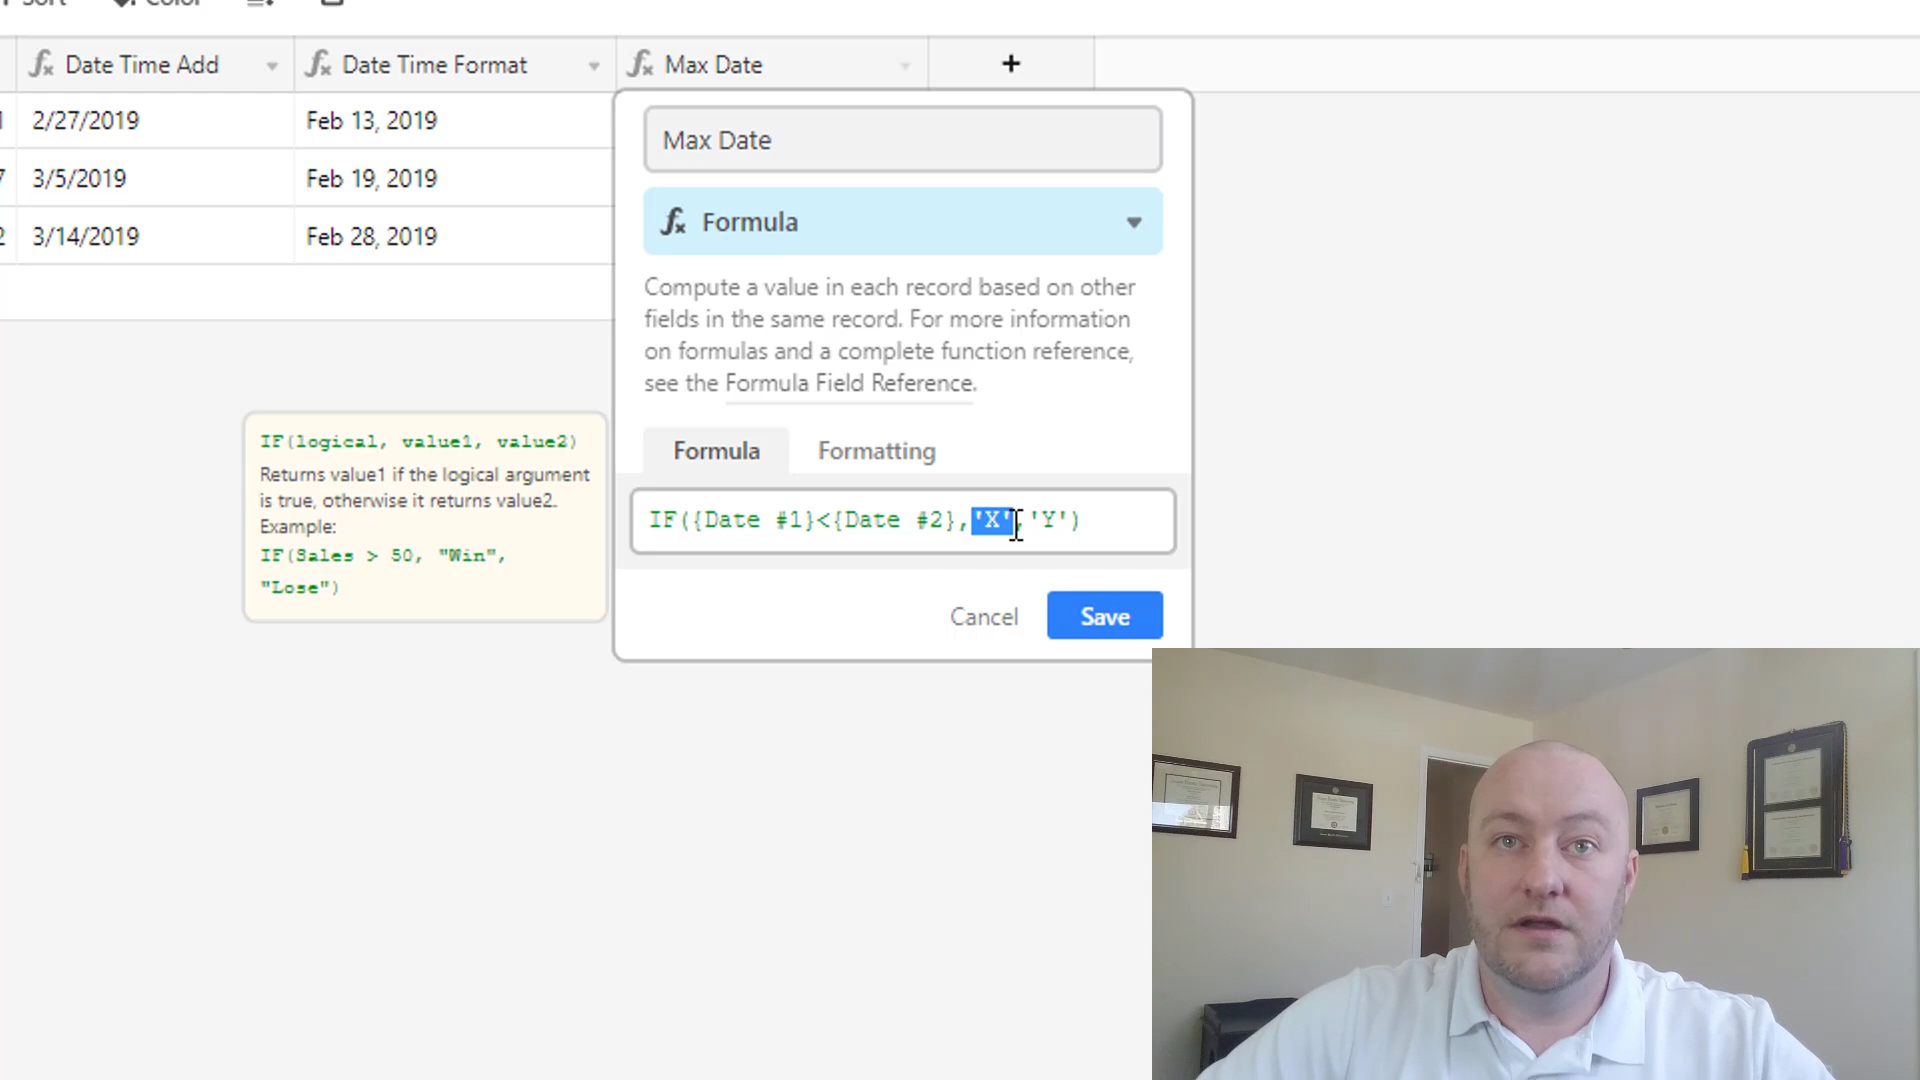 Sort Color
Date Time Add Date Time Format Max Date +
2/27/2019 Feb 13, 2019
3/5/2019 Feb 19, 2019
3/14/2019 Feb 28, 2019
Max Date
Formula
Compute a value in each record based on other
fields in the same record. For more information
on formulas and a complete function reference,
see the Formula Field Reference.
Formula Formatting
IF({Date #1}<{Date #2},'X','Y')
Cancel Save
IF(logical, value1, value2)
Returns value1 if the logical argument
is true, otherwise it returns value2.
Example:
IF(Sales > 50, "Win",
"Lose")